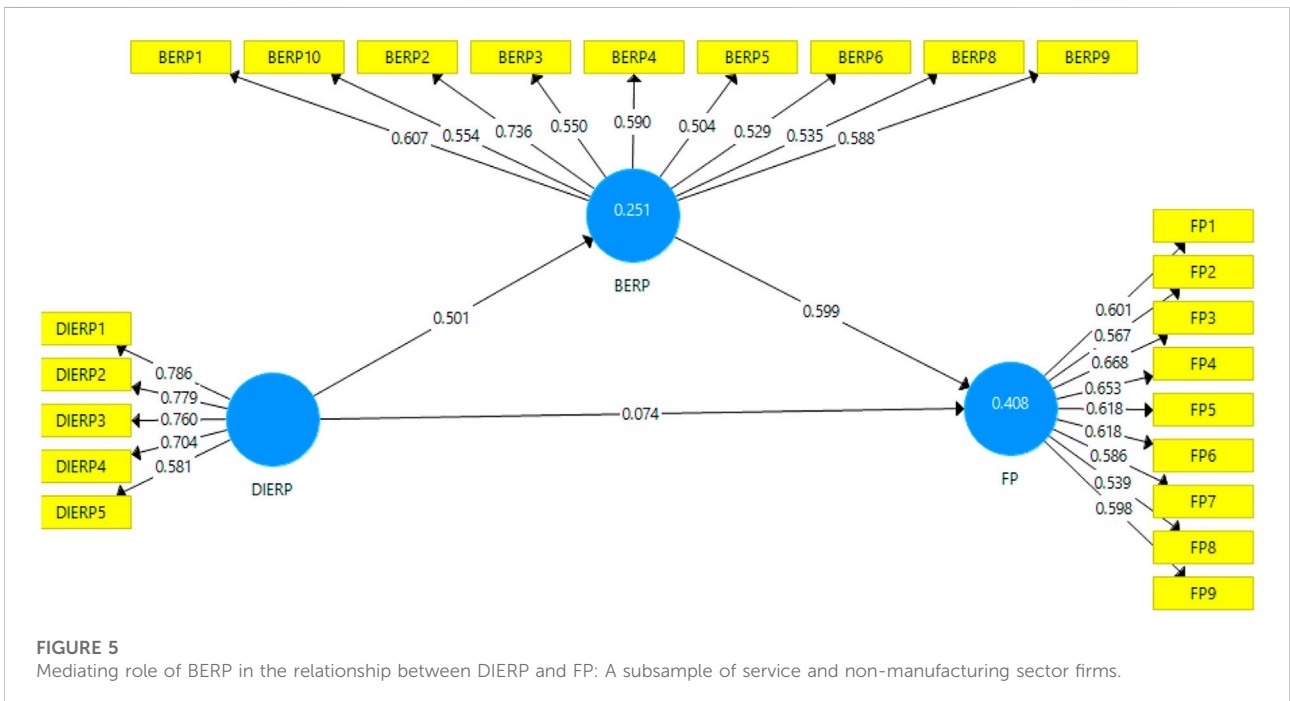 BERP1 BERP10 BERP2 BERP3 BERP4 BERP5 BERP6 BERP8 BERP9
0.607 0.554 0.736 0.550 0.590 0.504 0.529 0.535 0.588
0.251
BERP
0.501
0.599
DIERP1
DIERP2
DIERP3
DIERP4
DIERP5
0.786
0.779
0.760
0.704
0.581
DIERP
0.074
0.408
FP
0.601
0.567
0.668
0.653
0.618
0.618
0.586
0.539
0.598
FP1
FP2
FP3
FP4
FP5
FP6
FP7
FP8
FP9
FIGURE 5
Mediating role of BERP in the relationship between DIERP and FP: A subsample of service and non-manufacturing sector firms.